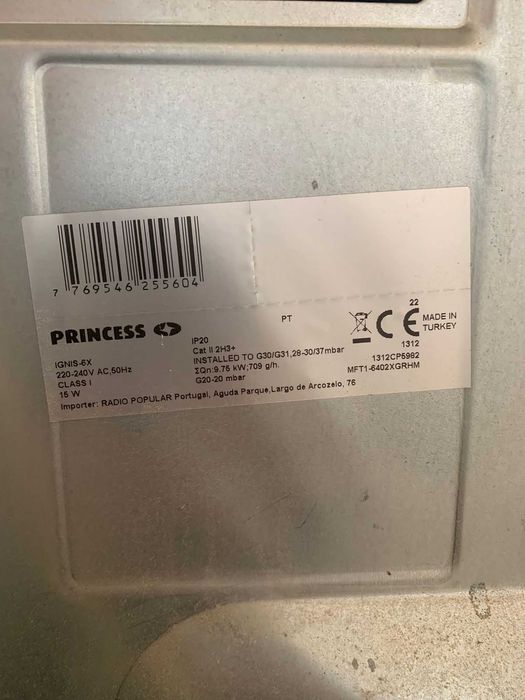 7 769546 255604
PRINCESS
IGNIS-6X
220-240V AC,50Hz
CLASS I
15 W
IP20
Cat II 2H3+
INSTALLED TO G30/G31,28-30/37mbar
ΣQn:9.75 kW;709 g/h.
G20-20 mbar
PT
22
CE
MADE IN
TURKEY
1312
1312CP5982
MFT1-6402XGRHM
Importer: RADIO POPULAR Portugal, Aguda Parque,Largo de Arcozelo, 76